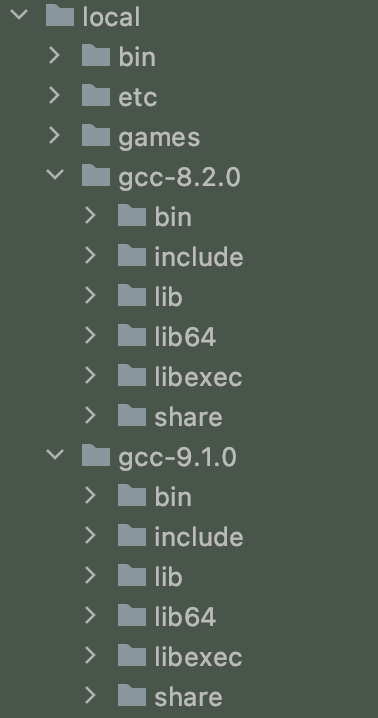 local
bin
etc
games
gcc-8.2.0
bin
include
lib
lib64
libexec
share
gcc-9.1.0
bin
include
lib
lib64
libexec
share